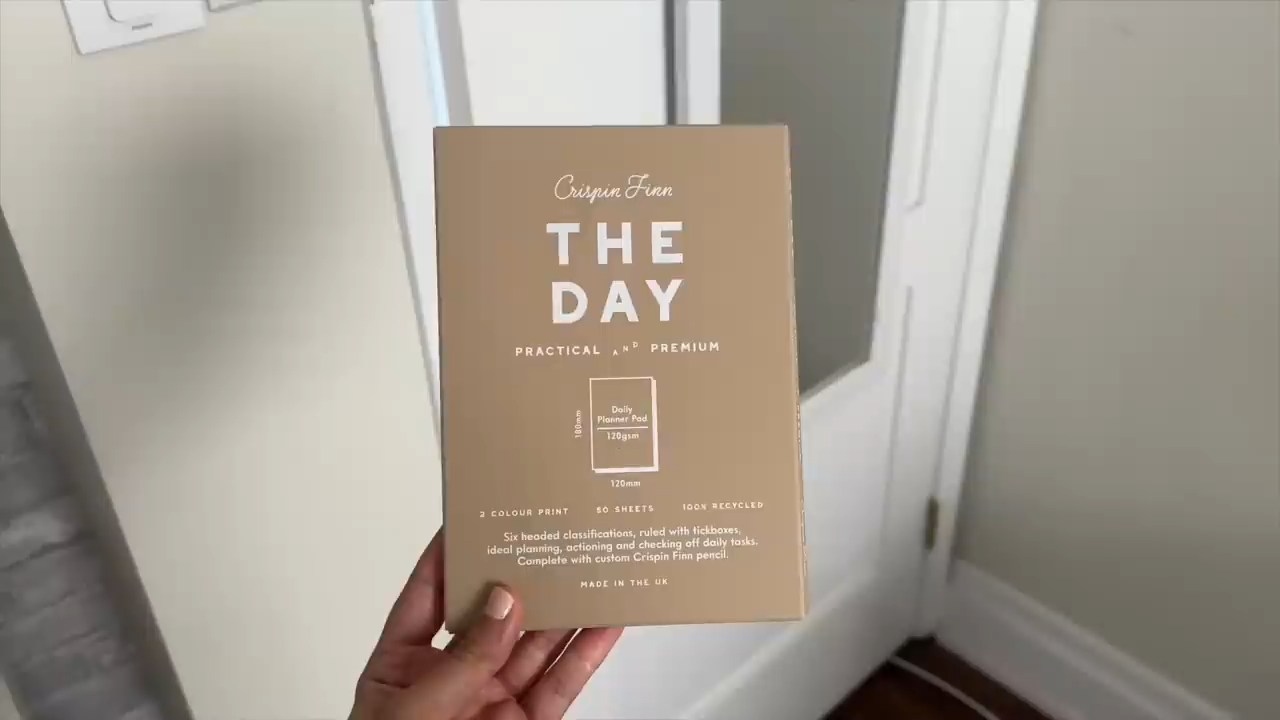 Crispin Finn
THE
DAY
PRACTICAL AND PREMIUM
180mm
Daily
Planner Pad
120gsm
120mm
2 COLOUR PRINT 50 SHEETS 100% RECYCLED
Six headed classifications, ruled with tickboxes,
ideal planning, actioning and checking off daily tasks.
Complete with custom Crispin Finn pencil.
MADE IN THE UK